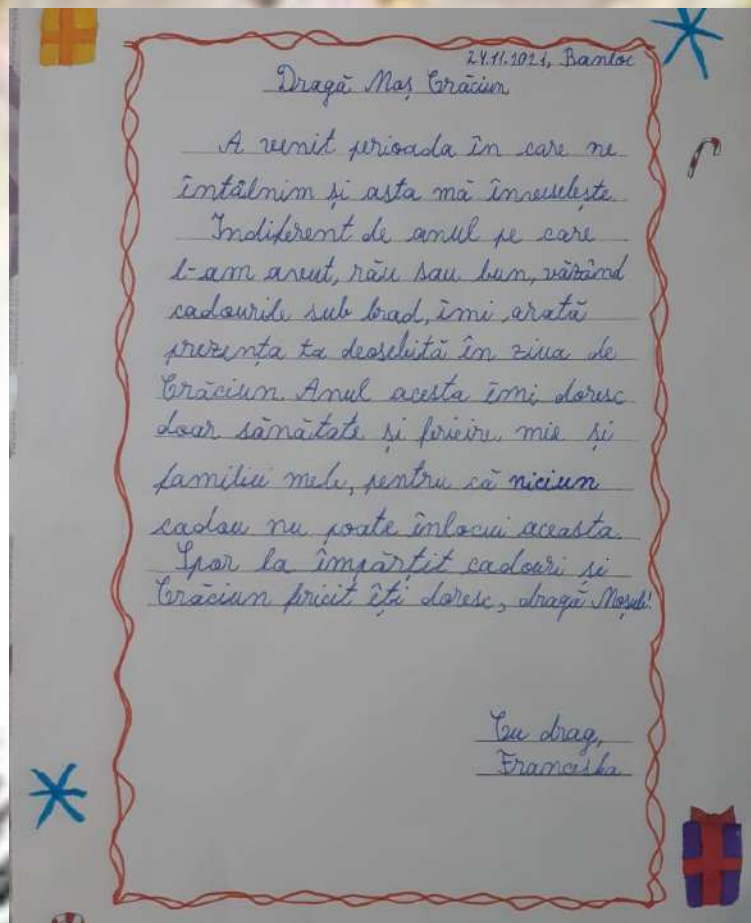 24.11.2021, Banloc
Dragă Moș Crăciun
A venit perioada în care ne
întâlnim și asta mă înveselește.
Indiferent de anul pe care
l-am avut, rău sau bun, văzând
cadourile sub brad, îmi arată
prezența ta deosebită în ziua de
Crăciun. Anul acesta îmi doresc
doar sănătate și fericire, mie și
familiei mele, pentru că niciun
cadou nu poate înlocui aceasta.
Spor la împărțit cadouri și
Crăciun fericit îți doresc, dragă Moșule!
Cu drag,
Franceska